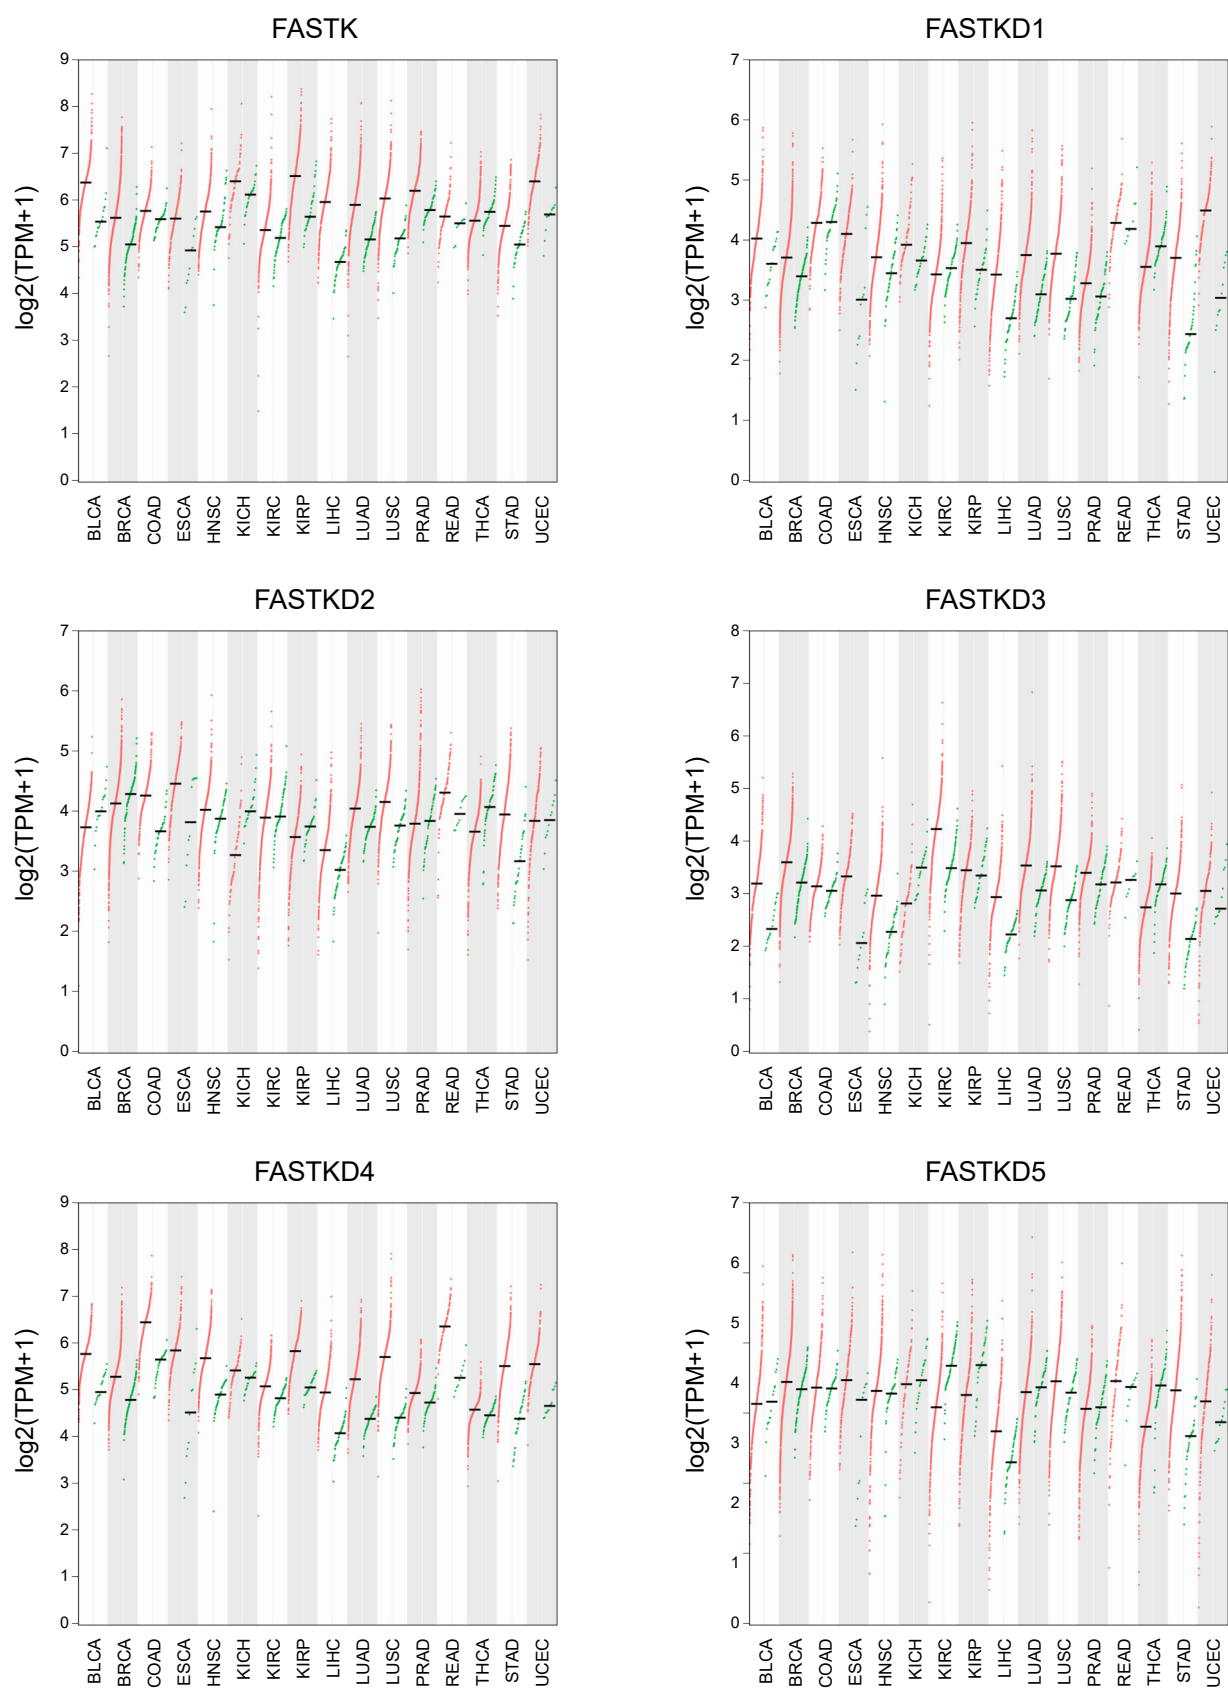 FASTK
log2(TPM+1)
9
8
7
6
5
4
3
2
1
0
BLCA BRCA COAD ESCA HNSC KICH KIRC KIRP LIHC LUAD LUSC PRAD READ THCA STAD UCEC
FASTKD1
log2(TPM+1)
7
6
5
4
3
2
1
0
BLCA BRCA COAD ESCA HNSC KICH KIRC KIRP LIHC LUAD LUSC PRAD READ THCA STAD UCEC
FASTKD2
log2(TPM+1)
7
6
5
4
3
2
1
0
BLCA BRCA COAD ESCA HNSC KICH KIRC KIRP LIHC LUAD LUSC PRAD READ THCA STAD UCEC
FASTKD3
log2(TPM+1)
8
7
6
5
4
3
2
1
0
BLCA BRCA COAD ESCA HNSC KICH KIRC KIRP LIHC LUAD LUSC PRAD READ THCA STAD UCEC
FASTKD4
log2(TPM+1)
9
8
7
6
5
4
3
2
1
0
BLCA BRCA COAD ESCA HNSC KICH KIRC KIRP LIHC LUAD LUSC PRAD READ THCA STAD UCEC
FASTKD5
log2(TPM+1)
7
6
5
4
3
2
1
0
BLCA BRCA COAD ESCA HNSC KICH KIRC KIRP LIHC LUAD LUSC PRAD READ THCA STAD UCEC